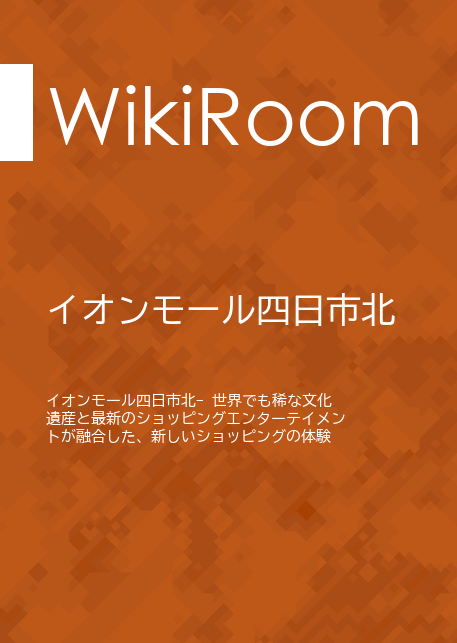 WikiRoom
イオンモール四日市北
イオンモール四日市北- 世界でも稀な文化
遺産と最新のショッピングエンターテイメン
トが融合した、新しいショッピングの体験